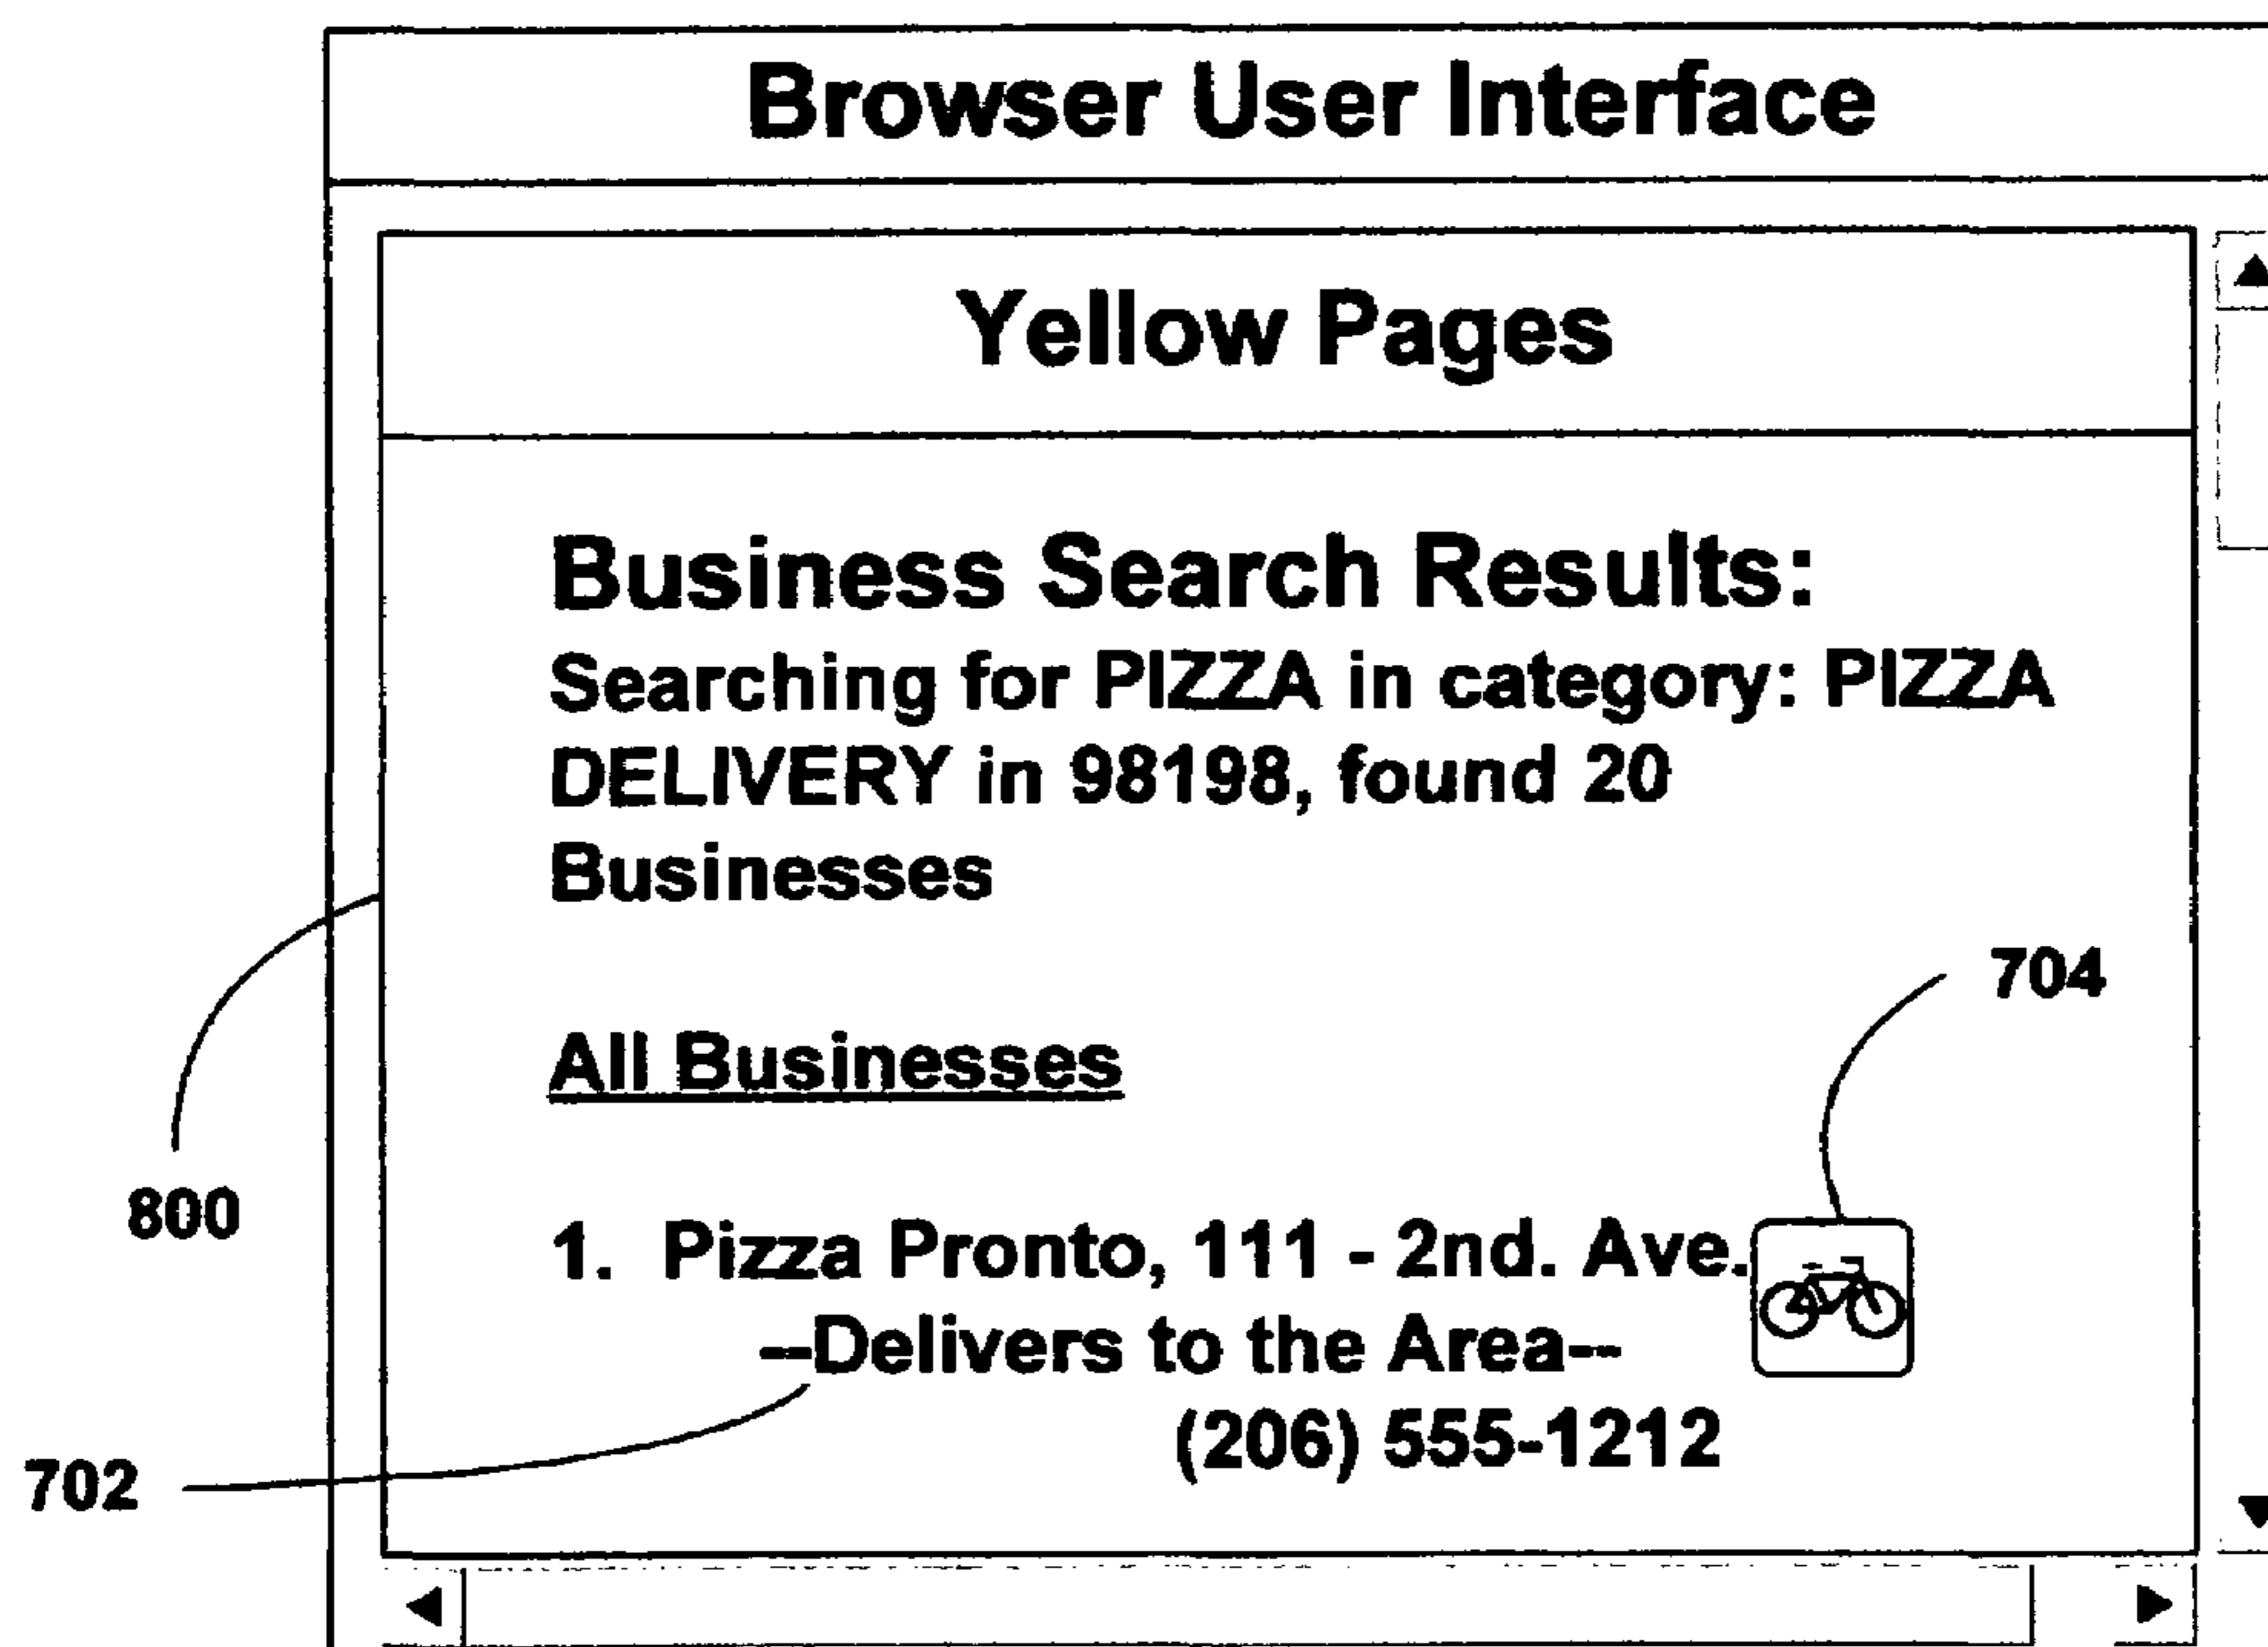 Browser User Interface
Yellow Pages
Business Search Results:
Searching for PIZZA in category: PIZZA
DELIVERY in 98198, found 20
Businesses
704
All Businesses
800
1. Pizza Pronto, 111 - 2nd. Ave.
--Delivers to the Area--
(206) 555-1212
702